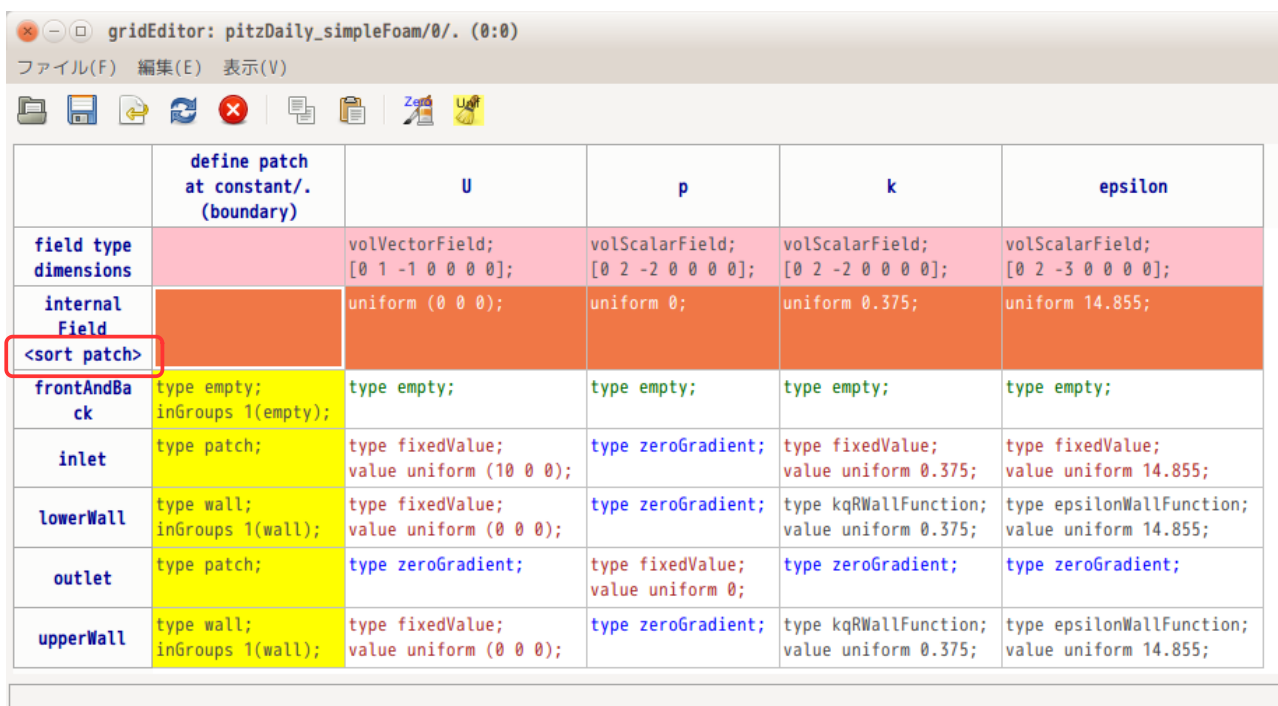 gridEditor: pitzDaily_simpleFoam/0/. (0:0)
ファイル(F) 編集(E) 表示(V)
Zero Unif
define patch
at constant/.
(boundary)
U
p
k
epsilon
field type
dimensions
volVectorField;
[0 1 -1 0 0 0 0];
volScalarField;
[0 2 -2 0 0 0 0];
volScalarField;
[0 2 -2 0 0 0 0];
volScalarField;
[0 2 -3 0 0 0 0];
internal
Field
<sort patch>
uniform (0 0 0);
uniform 0;
uniform 0.375;
uniform 14.855;
frontAndBa
ck
type empty;
inGroups 1(empty);
type empty;
type empty;
type empty;
type empty;
inlet
type patch;
type fixedValue;
value uniform (10 0 0);
type zeroGradient;
type fixedValue;
value uniform 0.375;
type fixedValue;
value uniform 14.855;
lowerWall
type wall;
inGroups 1(wall);
type fixedValue;
value uniform (0 0 0);
type zeroGradient;
type kqRWallFunction;
value uniform 0.375;
type epsilonWallFunction;
value uniform 14.855;
outlet
type patch;
type zeroGradient;
type fixedValue;
value uniform 0;
type zeroGradient;
type zeroGradient;
upperWall
type wall;
inGroups 1(wall);
type fixedValue;
value uniform (0 0 0);
type zeroGradient;
type kqRWallFunction;
value uniform 0.375;
type epsilonWallFunction;
value uniform 14.855;